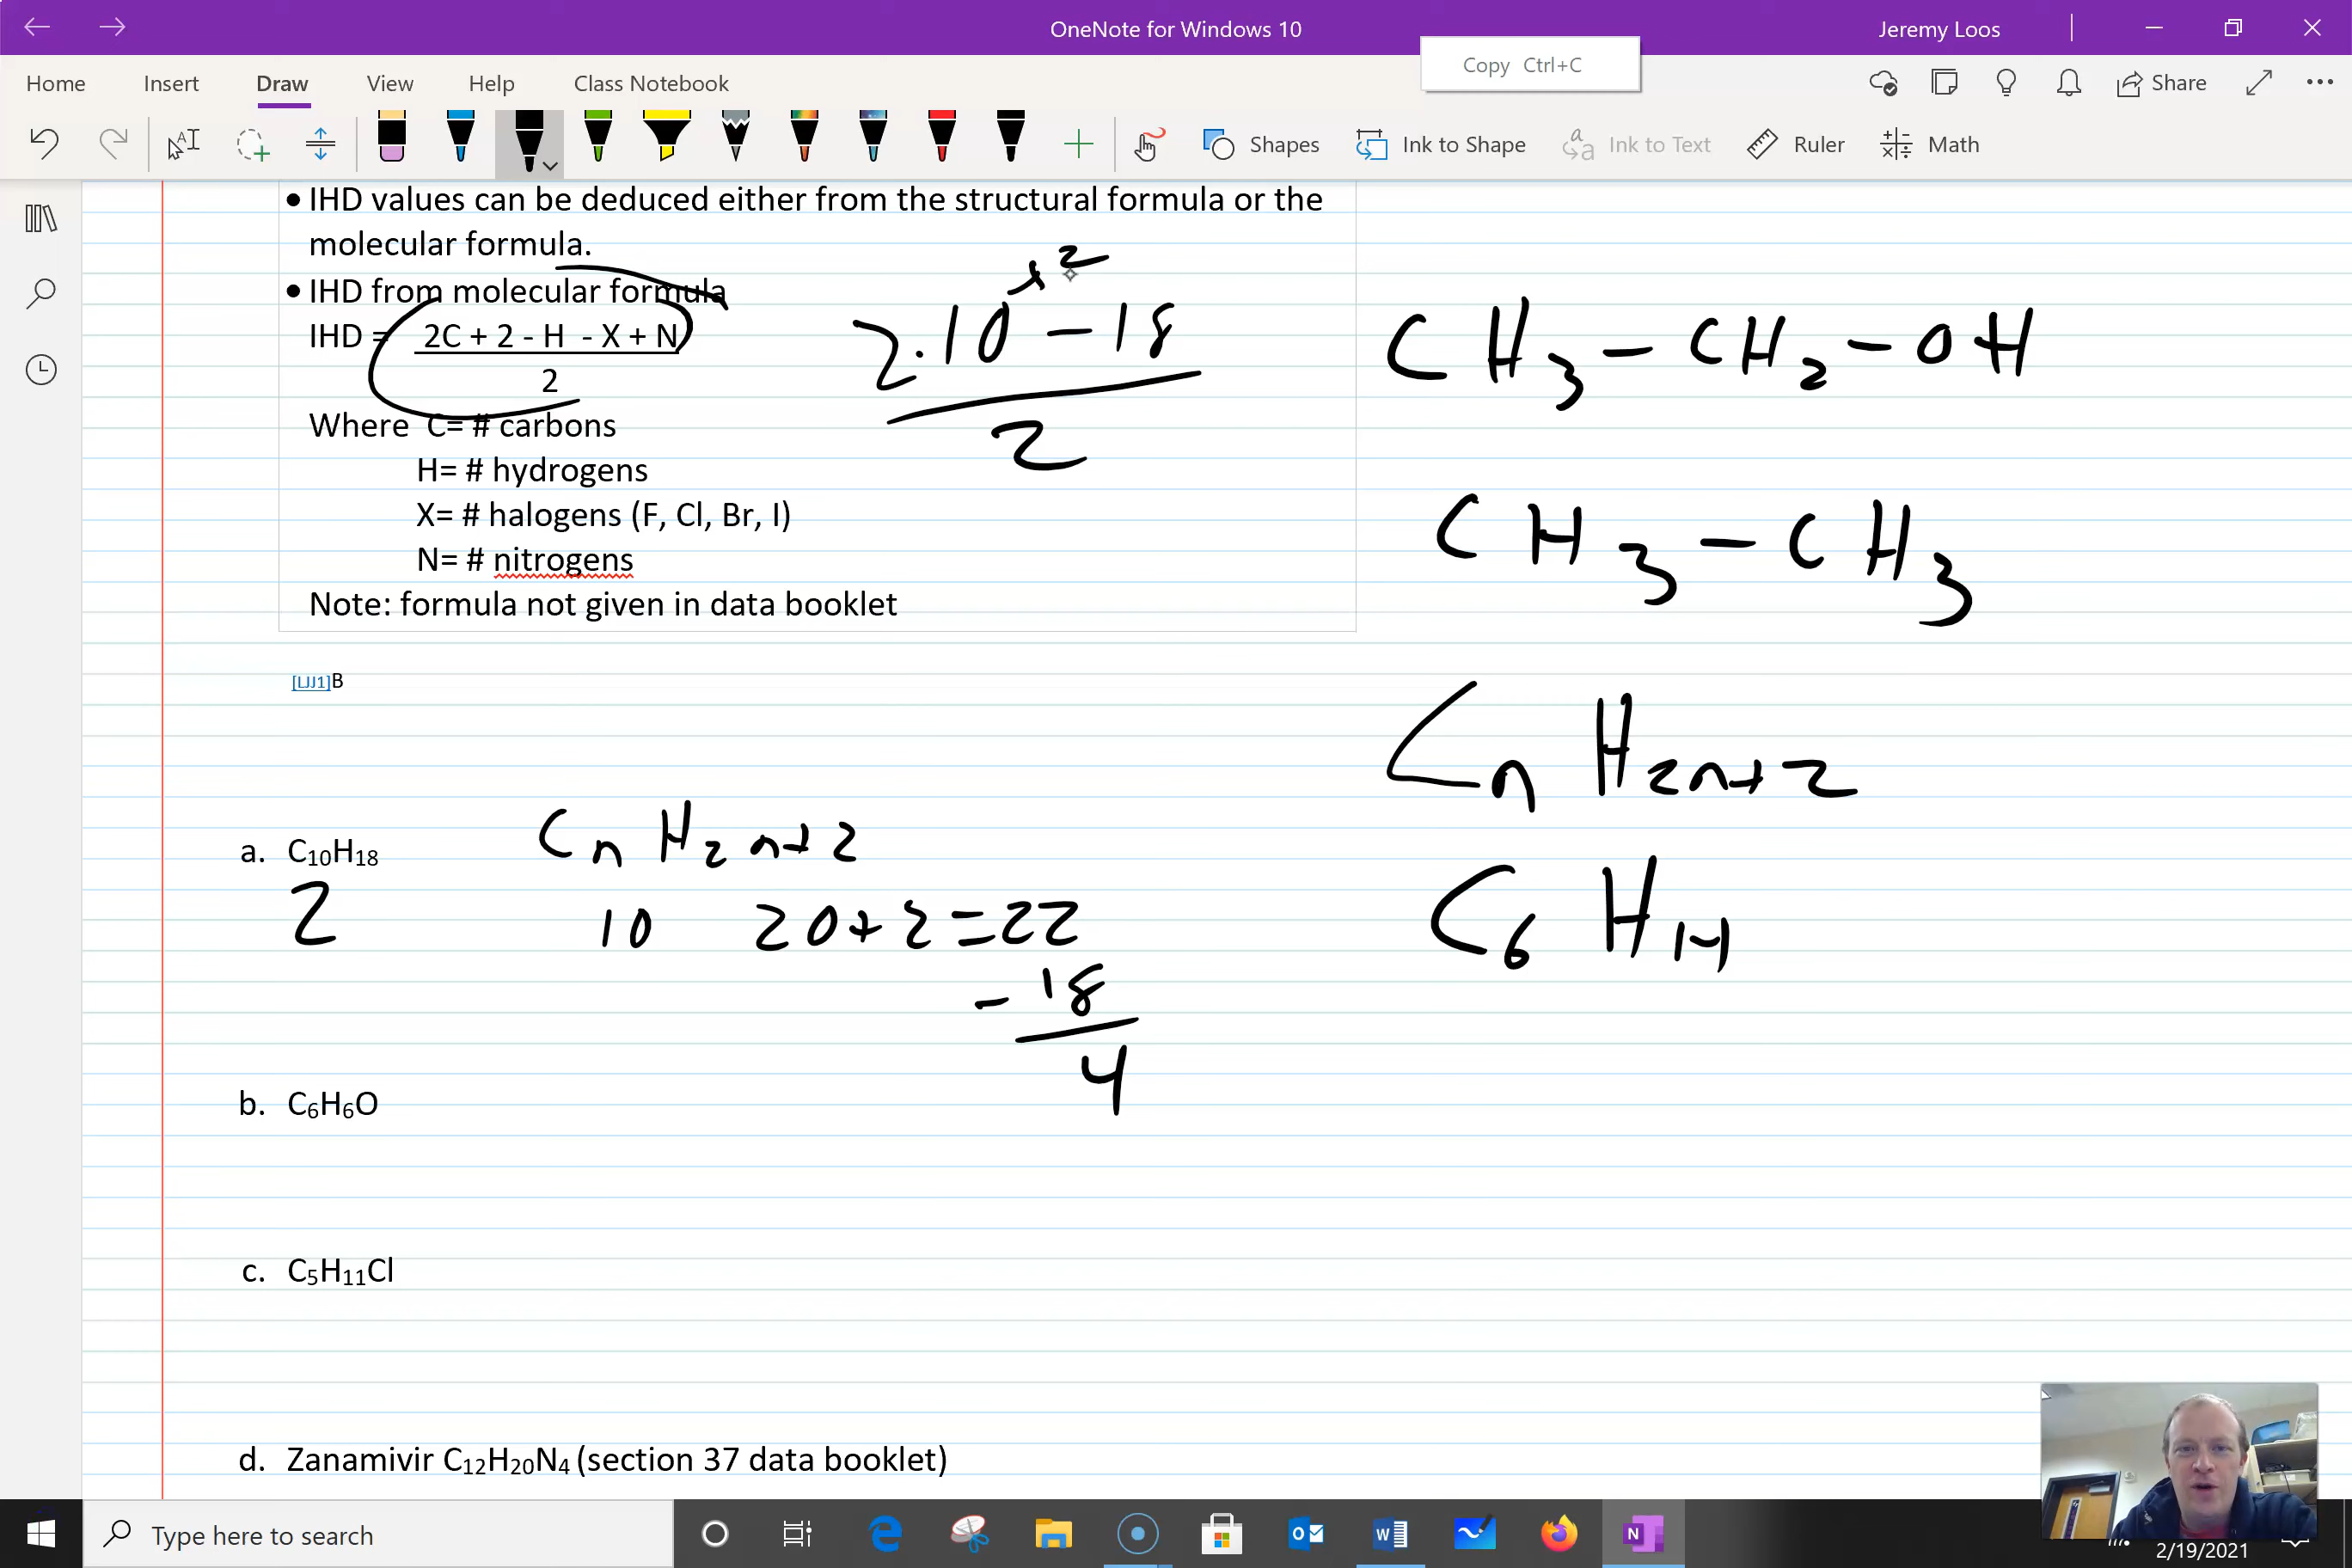 OneNote for Windows 10
Jeremy Loos
Copy Ctrl+C
Home Insert Draw View Help Class Notebook
Share
Shapes Ink to Shape Ink to Text Ruler Math
• IHD values can be deduced either from the structural formula or the
molecular formula.
• IHD from molecular formula
IHD = 2C + 2 - H - X + N
2
Where C= # carbons
H= # hydrogens
X= # halogens (F, Cl, Br, I)
N= # nitrogens
Note: formula not given in data booklet
+2
2·10 – 18
2
CH₃ – CH₂ – OH
CH₃ – CH₃
CₙH₂ₙ₊₂
C₆H₁₄
[LJJ1]B
a. C₁₀H₁₈
2
CₙH₂ₙ₊₂
10 20+2=22
- 18
4
b. C₆H₆O
c. C₅H₁₁Cl
d. Zanamivir C₁₂H₂₀N₄ (section 37 data booklet)
Type here to search
2/19/2021